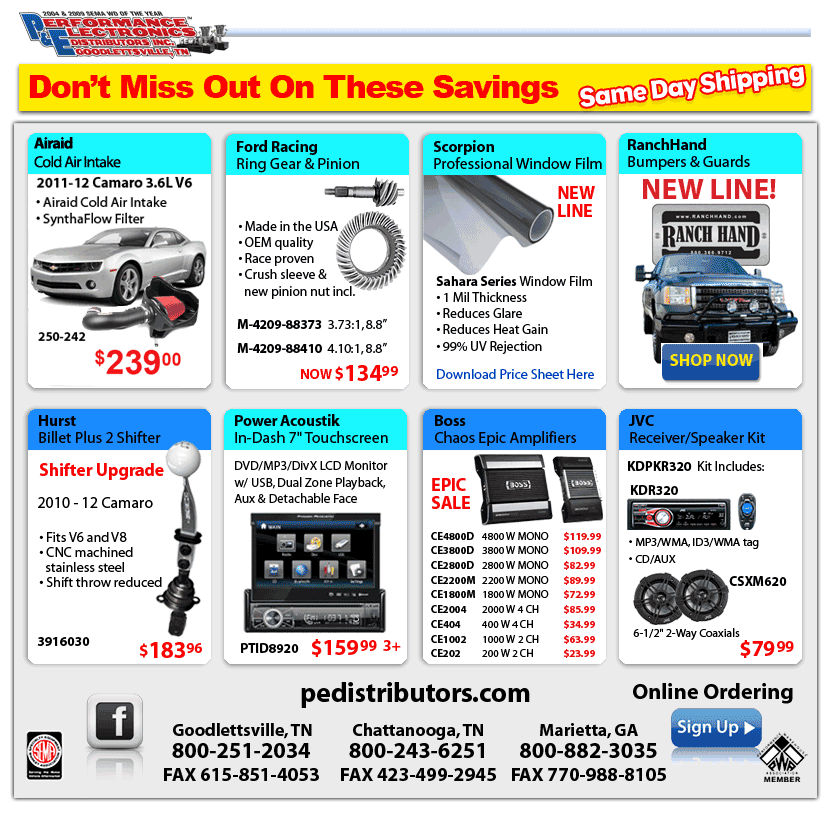 2004 & 2009 SEMA WD OF THE YEAR
PERFORMANCE
& ELECTRONICS
DISTRIBUTORS INC.
GOODLETTSVILLE, TN
Don't Miss Out On These Savings
Same Day Shipping
Airaid
Cold Air Intake
2011-12 Camaro 3.6L V6
• Airaid Cold Air Intake
• SynthaFlow Filter
250-242
$239.00
Ford Racing
Ring Gear & Pinion
• Made in the USA
• OEM quality
• Race proven
• Crush sleeve &
new pinion nut incl.
M-4209-88373 3.73:1, 8.8"
M-4209-88410 4.10:1, 8.8"
NOW $134.99
Scorpion
Professional Window Film
NEW
LINE
Sahara Series Window Film
• 1 Mil Thickness
• Reduces Glare
• Reduces Heat Gain
• 99% UV Rejection
Download Price Sheet Here
RanchHand
Bumpers & Guards
NEW LINE!
www.RANCHHAND.com
RANCH HAND
800.366.9712
SHOP NOW
Hurst
Billet Plus 2 Shifter
Shifter Upgrade
2010 - 12 Camaro
• Fits V6 and V8
• CNC machined
stainless steel
• Shift throw reduced
3916030
$183.96
Power Acoustik
In-Dash 7" Touchscreen
DVD/MP3/DivX LCD Monitor
w/ USB, Dual Zone Playback,
Aux & Detachable Face
MAIN
PTID8920 $159.99 3+
Boss
Chaos Epic Amplifiers
EPIC
SALE
BOSS
CE4800D 4800 W MONO $119.99
CE3800D 3800 W MONO $109.99
CE2800D 2800 W MONO $82.99
CE2200M 2200 W MONO $89.99
CE1800M 1800 W MONO $72.99
CE2004 2000 W 4 CH $85.99
CE404 400 W 4 CH $34.99
CE1002 1000 W 2 CH $63.99
CE202 200 W 2 CH $23.99
JVC
Receiver/Speaker Kit
KDPKR320 Kit Includes:
KDR320
• MP3/WMA, ID3/WMA tag
• CD/AUX
CSXM620
6-1/2" 2-Way Coaxials
$79.99
pedistributors.com
Online Ordering
Sign Up
f
Goodlettsville, TN
800-251-2034
FAX 615-851-4053
Chattanooga, TN
800-243-6251
FAX 423-499-2945
Marietta, GA
800-882-3035
FAX 770-988-8105
SEMA
PWA
ASSOCIATION
MEMBER